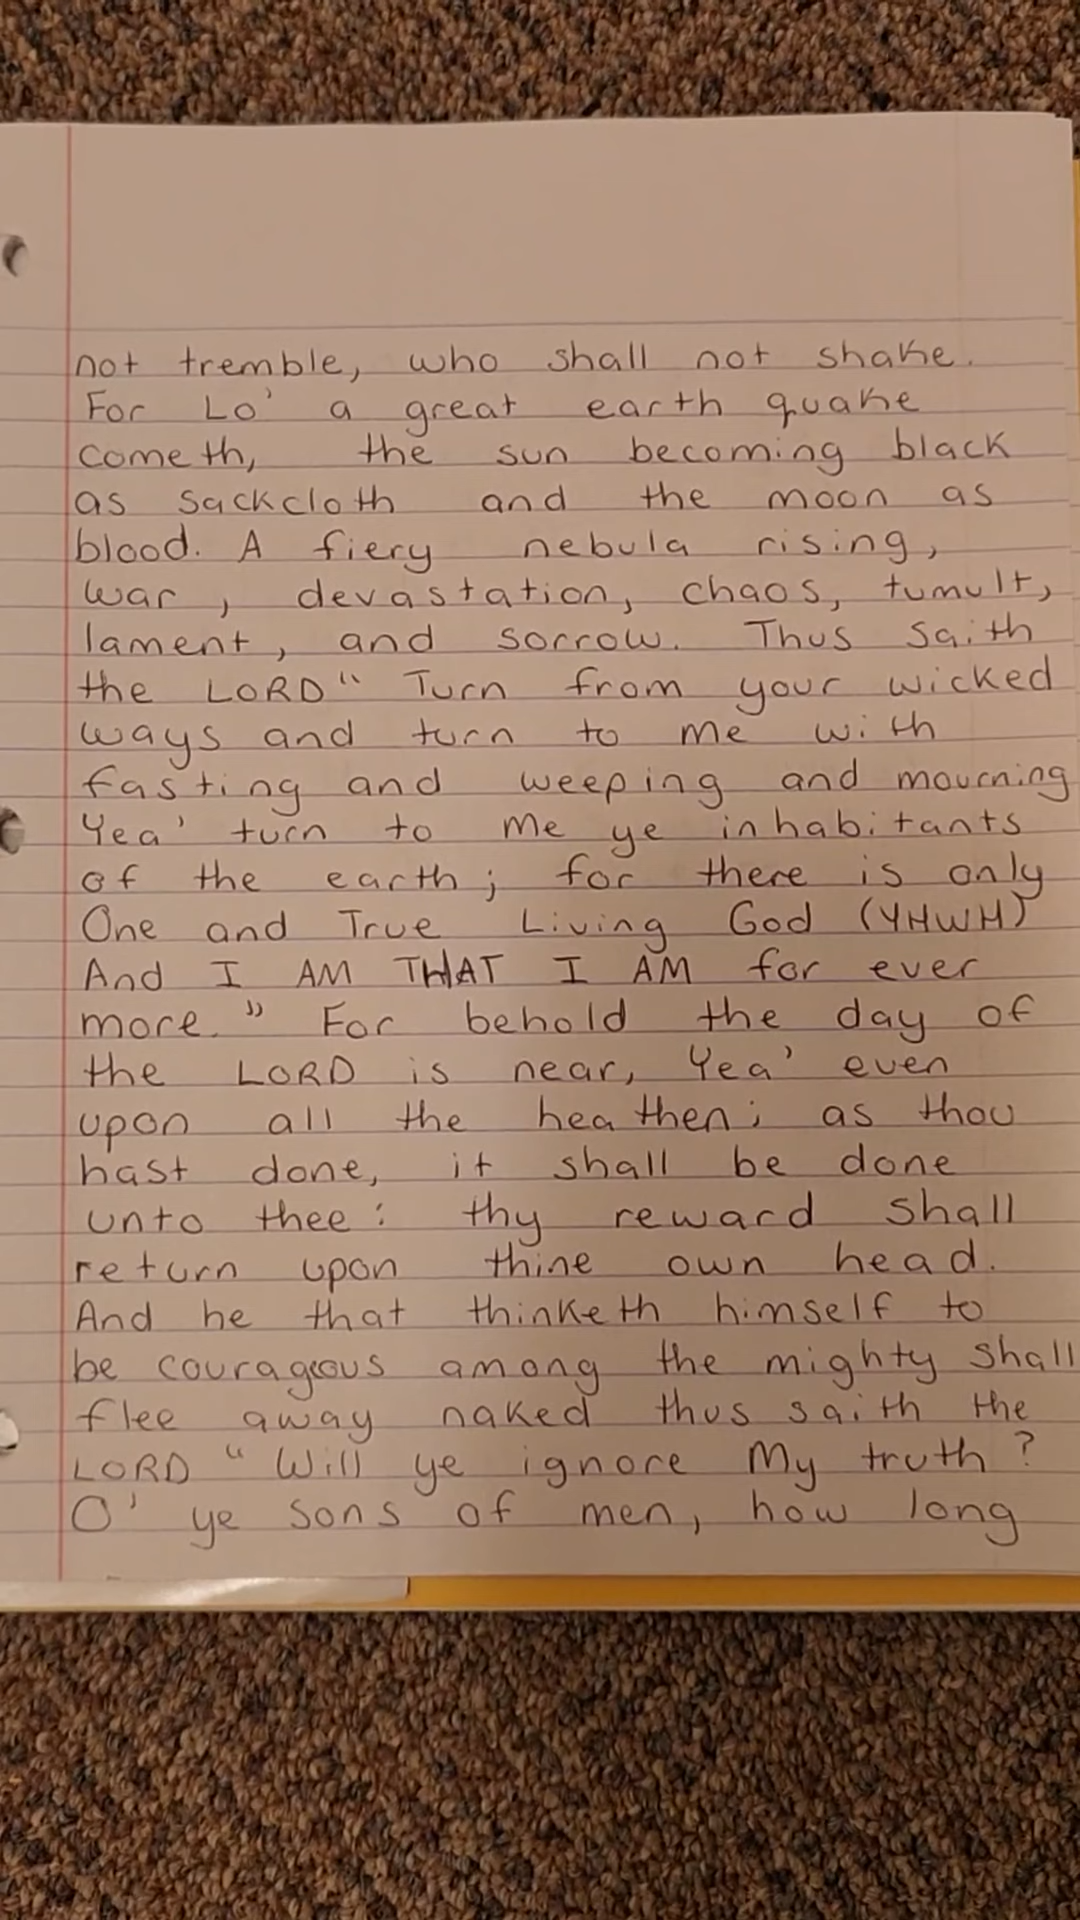 not tremble, who shall not shake.
For Lo' a great earth quake
cometh, the sun becoming black
as sackcloth and the moon as
blood. A fiery nebula rising,
war, devastation, chaos, tumult,
lament, and sorrow. Thus saith
the LORD "Turn from your wicked
ways and turn to me with
fasting and weeping and mourning
Yea' turn to me ye inhabitants
of the earth; for there is only
One and True Living God (YHWH)
And I AM THAT I AM for ever
more." For behold the day of
the LORD is near, Yea' even
upon all the heathen; as thou
hast done, it shall be done
unto thee: thy reward shall
return upon thine own head.
And he that thinketh himself to
be courageous among the mighty shall
flee away naked thus saith the
LORD "Will ye ignore My truth?
O' ye sons of men, how long